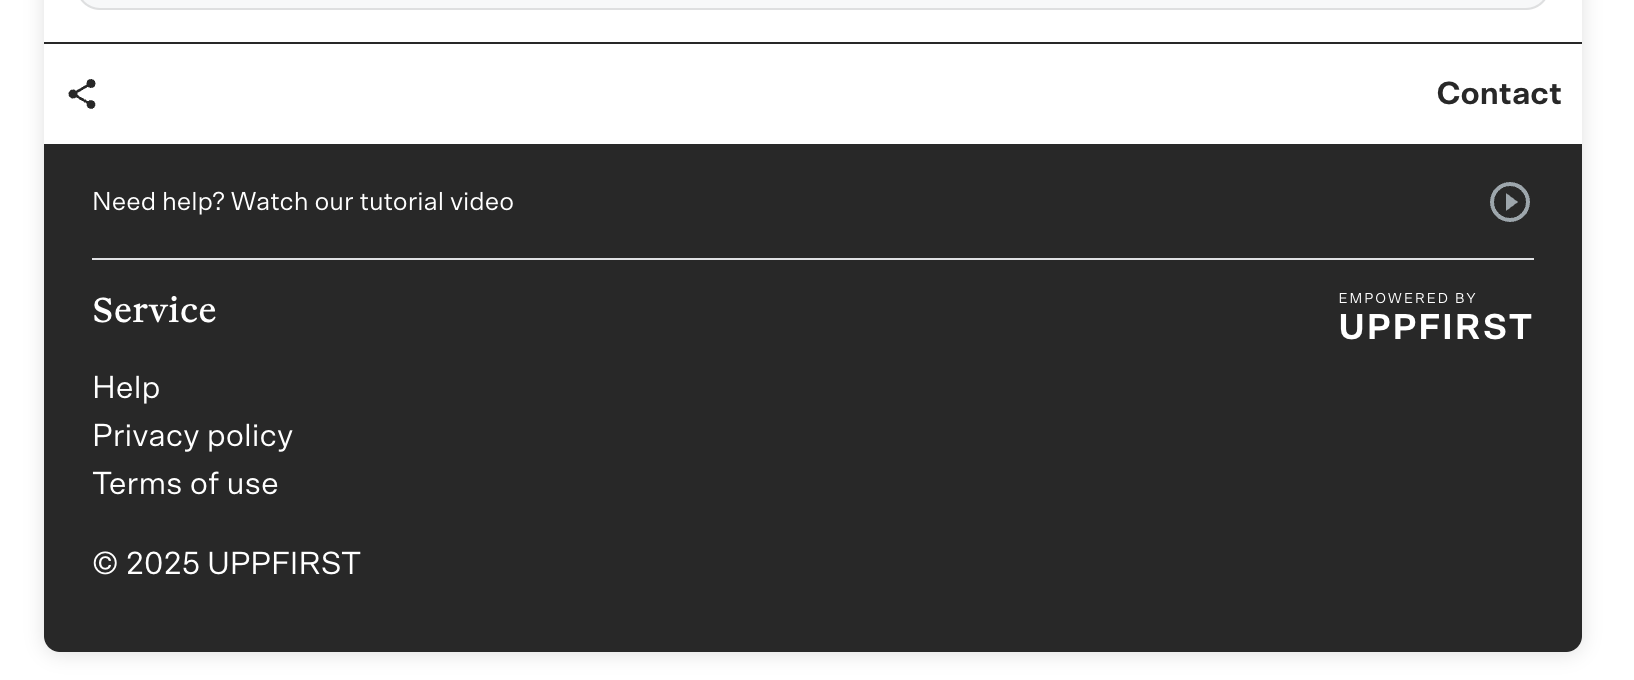 Contact
Need help? Watch our tutorial video
Service
EMPOWERED BY
UPPFIRST
Help
Privacy policy
Terms of use
© 2025 UPPFIRST